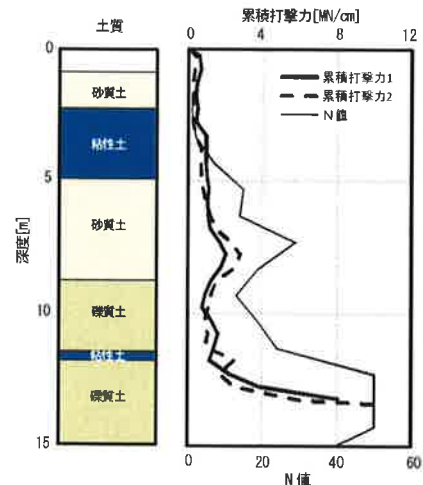 土質
累積打撃力[MN/cm]
0 4 8 12
累積打撃力1
累積打撃力2
N値
0
5
10
15
深度[m]
砂質土
粘性土
砂質土
礫質土
粘性土
礫質土
0 20 40 60
N値